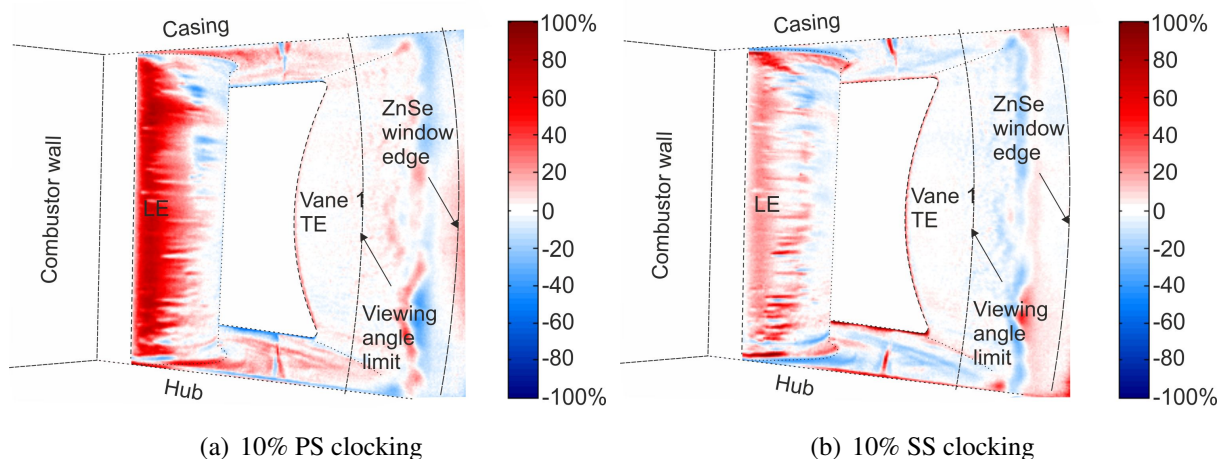 Casing
Combustor wall
LE
ZnSe
window
edge
Vane 1
TE
Viewing
angle
limit
Hub
100%
80
60
40
20
0
-20
-40
-60
-80
-100%
(a) 10% PS clocking
Casing
Combustor wall
LE
ZnSe
window
edge
Vane 1
TE
Viewing
angle
limit
Hub
100%
80
60
40
20
0
-20
-40
-60
-80
-100%
(b) 10% SS clocking